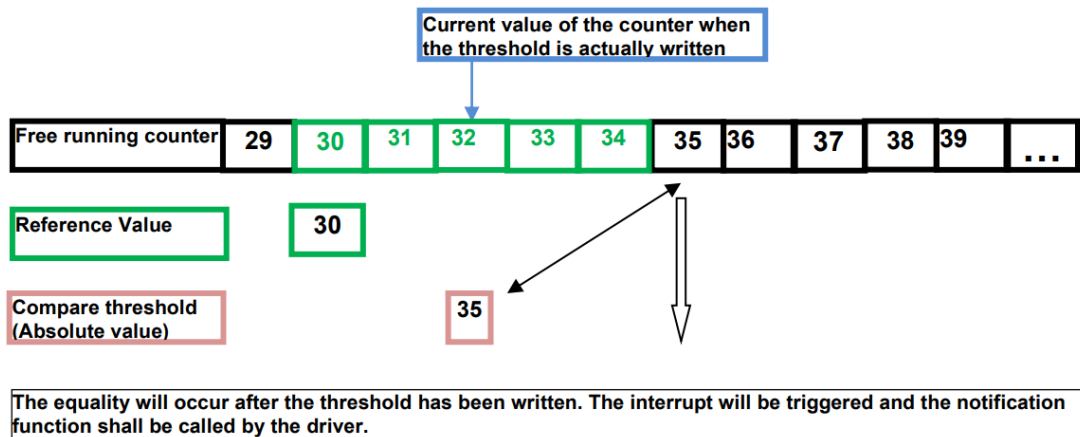 Current value of the counter when
the threshold is actually written
Free running counter 29 30 31 32 33 34 35 36 37 38 39 ...
Reference Value 30
Compare threshold
(Absolute value) 35
The equality will occur after the threshold has been written. The interrupt will be triggered and the notification
function shall be called by the driver.